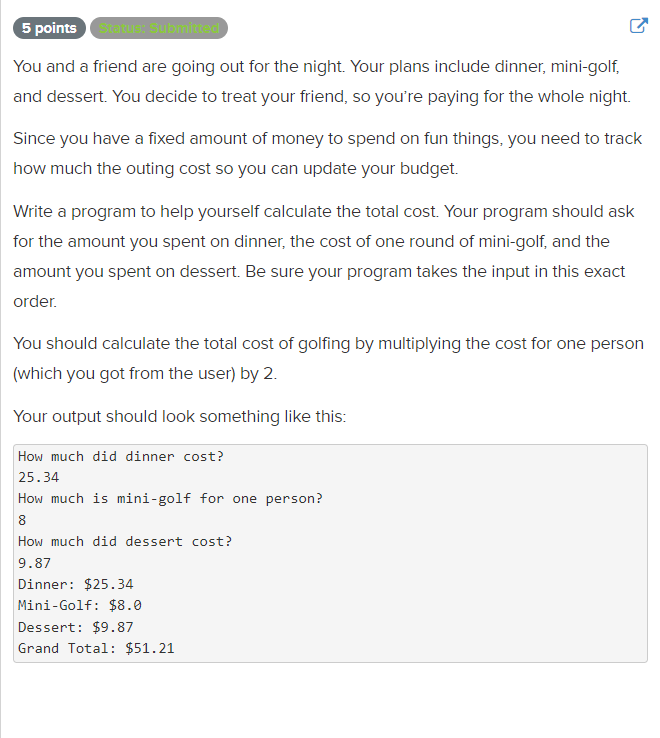 5 points Status: Submitted
You and a friend are going out for the night. Your plans include dinner, mini-golf,
and dessert. You decide to treat your friend, so you're paying for the whole night.
Since you have a fixed amount of money to spend on fun things, you need to track
how much the outing cost so you can update your budget.
Write a program to help yourself calculate the total cost. Your program should ask
for the amount you spent on dinner, the cost of one round of mini-golf, and the
amount you spent on dessert. Be sure your program takes the input in this exact
order.
You should calculate the total cost of golfing by multiplying the cost for one person
(which you got from the user) by 2.
Your output should look something like this:
How much did dinner cost?
25.34
How much is mini-golf for one person?
8
How much did dessert cost?
9.87
Dinner: $25.34
Mini-Golf: $8.0
Dessert: $9.87
Grand Total: $51.21